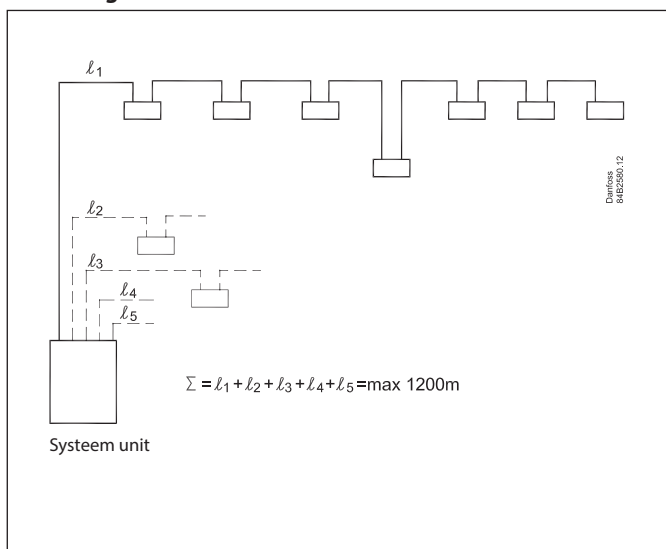 ℓ1
Danfoss
84B2580.12
ℓ2
ℓ3
ℓ4
ℓ5
Σ = ℓ1 + ℓ2 + ℓ3 + ℓ4 + ℓ5 = max 1200m
Systeem unit